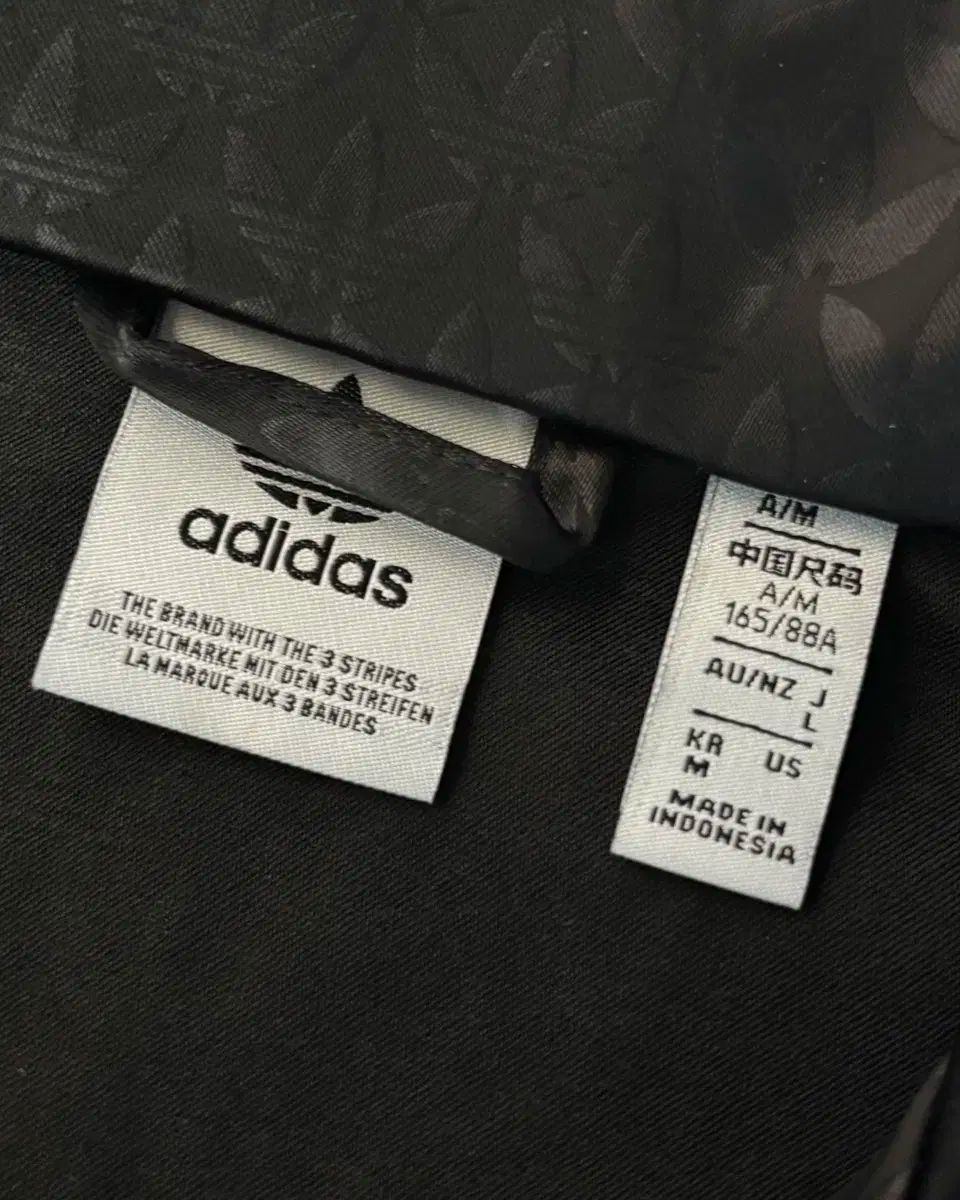 adidas
THE BRAND WITH THE 3 STRIPES
DIE WELTMARKE MIT DEN 3 STREIFEN
LA MARQUE AUX 3 BANDES
A/M
中国尺码
A/M
165/88A
AU/NZ J
L
KR US
M
MADE IN
INDONESIA